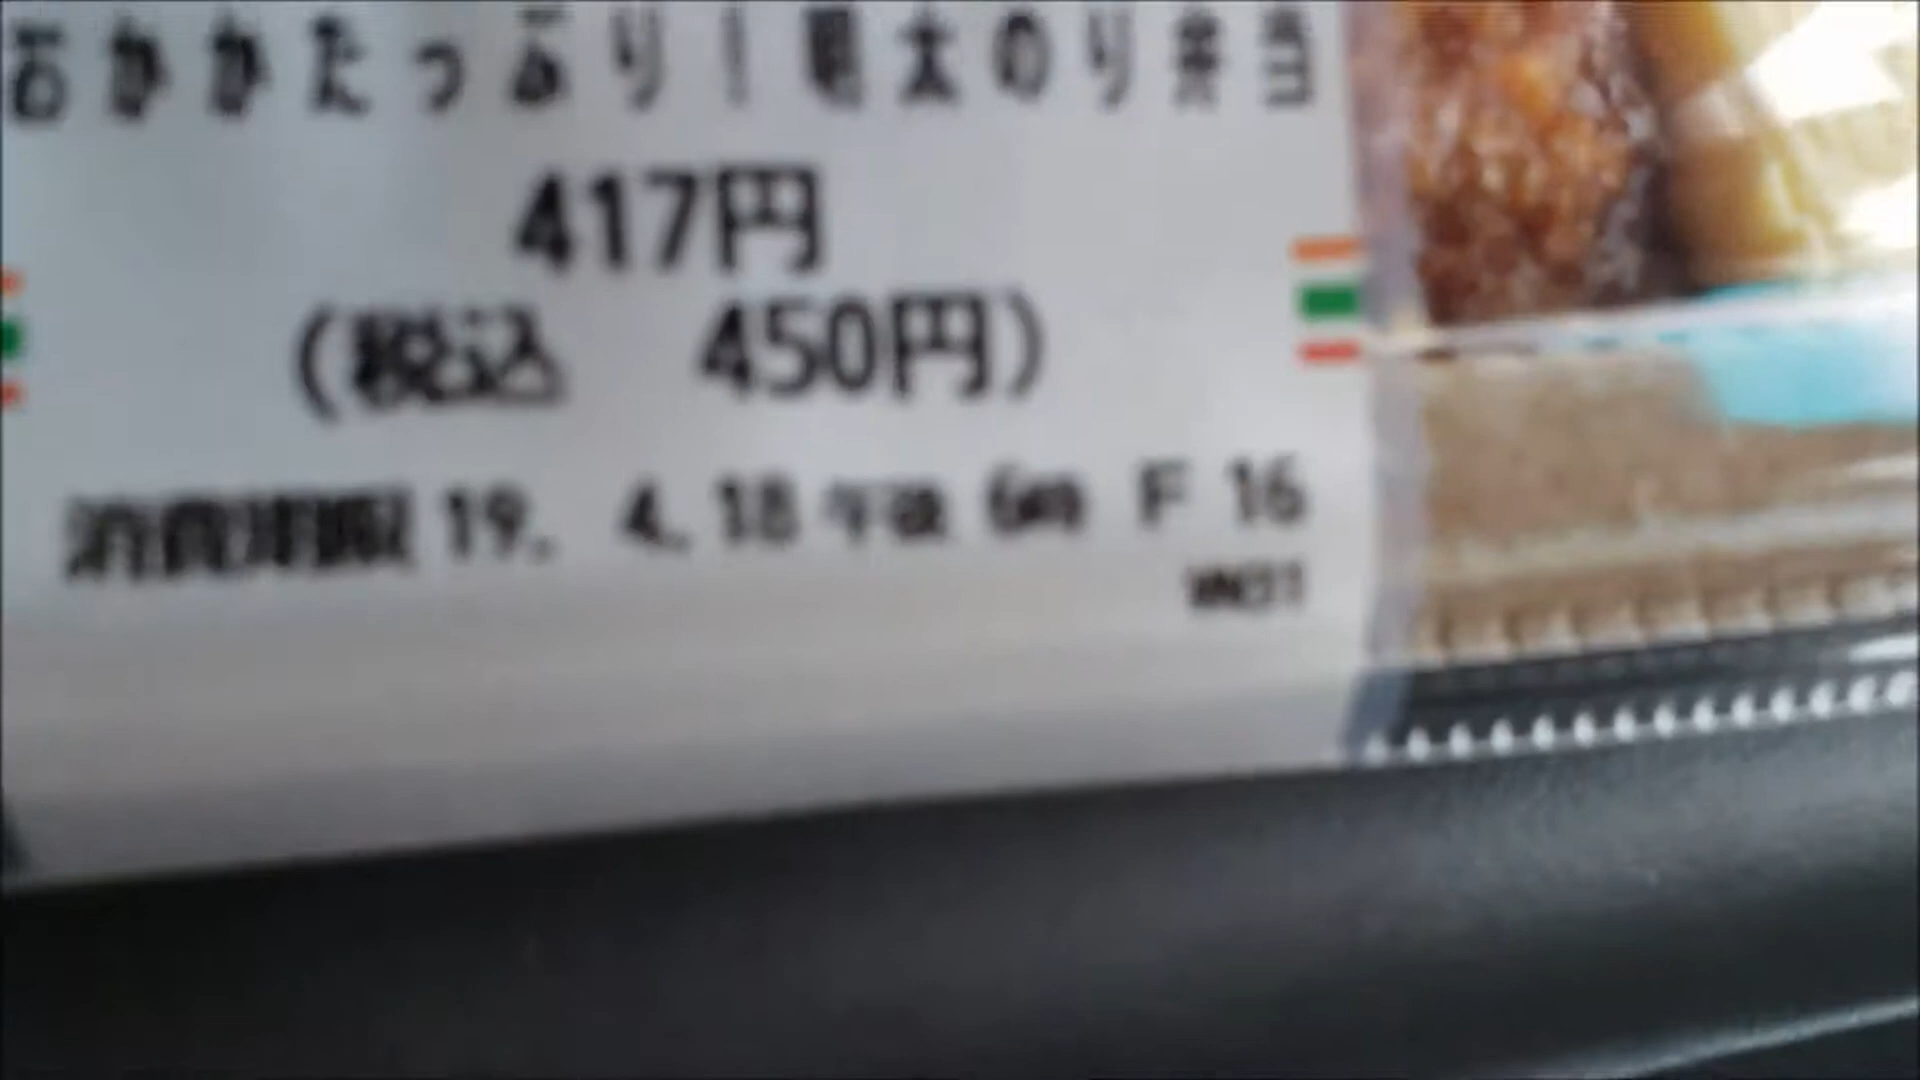 おかかたっぷり！明太のり弁当
417円
(税込 450円)
消費期限 19. 4. 18 午後 6時 F 16